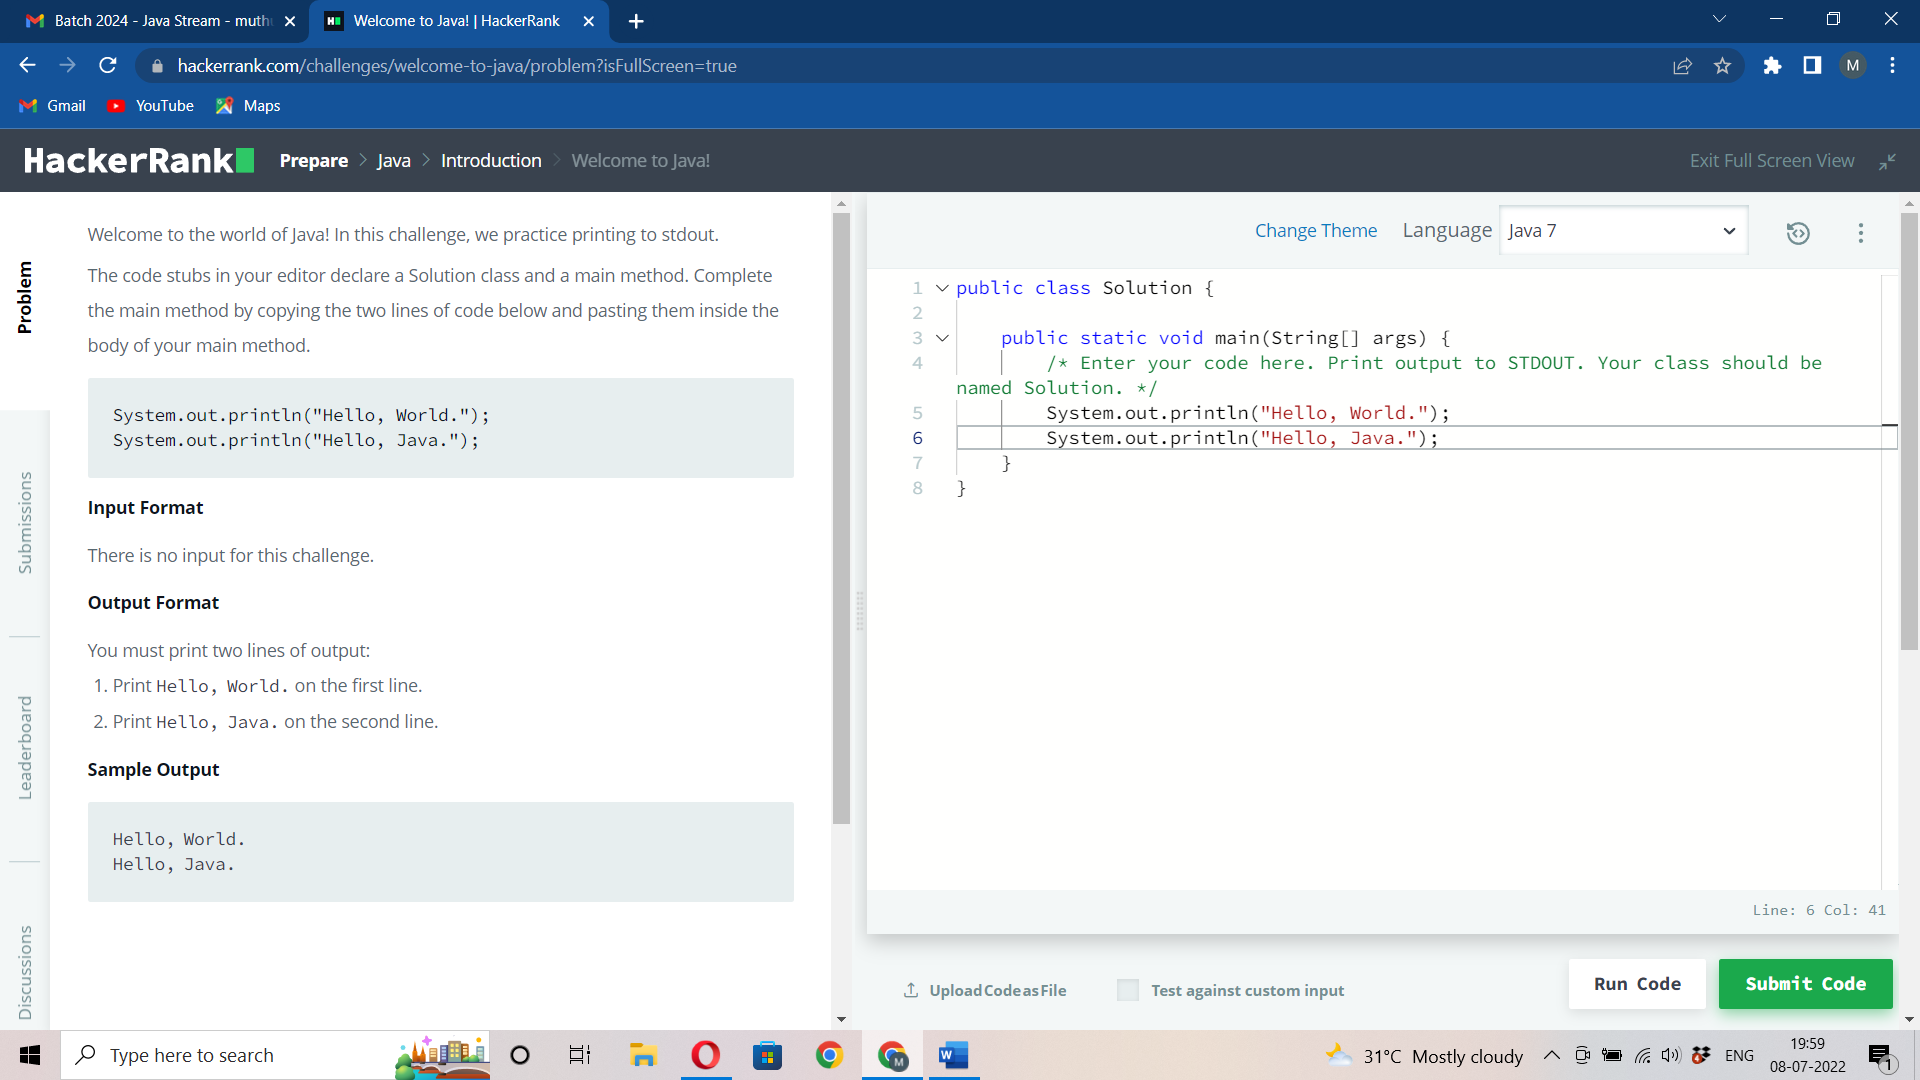 Batch 2024 - Java Stream - muth
Welcome to Java! | HackerRank
hackerrank.com/challenges/welcome-to-java/problem?isFullScreen=true
M
Gmail
YouTube
Maps
HackerRank
Prepare > Java > Introduction > Welcome to Java!
Exit Full Screen View
Problem
Submissions
Leaderboard
Discussions
Welcome to the world of Java! In this challenge, we practice printing to stdout.
The code stubs in your editor declare a Solution class and a main method. Complete
the main method by copying the two lines of code below and pasting them inside the
body of your main method.
System.out.println("Hello, World.");
System.out.println("Hello, Java.");
Input Format
There is no input for this challenge.
Output Format
You must print two lines of output:
1. Print Hello, World. on the first line.
2. Print Hello, Java. on the second line.
Sample Output
Hello, World.
Hello, Java.
Change Theme
Language
Java 7
1 public class Solution {
2
3 public static void main(String[] args) {
4 /* Enter your code here. Print output to STDOUT. Your class should be
named Solution. */
5 System.out.println("Hello, World.");
6 System.out.println("Hello, Java.");
7 }
8 }
Line: 6 Col: 41
Upload Code as File
Test against custom input
Run Code
Submit Code
Type here to search
31°C Mostly cloudy
ENG
19:59
08-07-2022
1